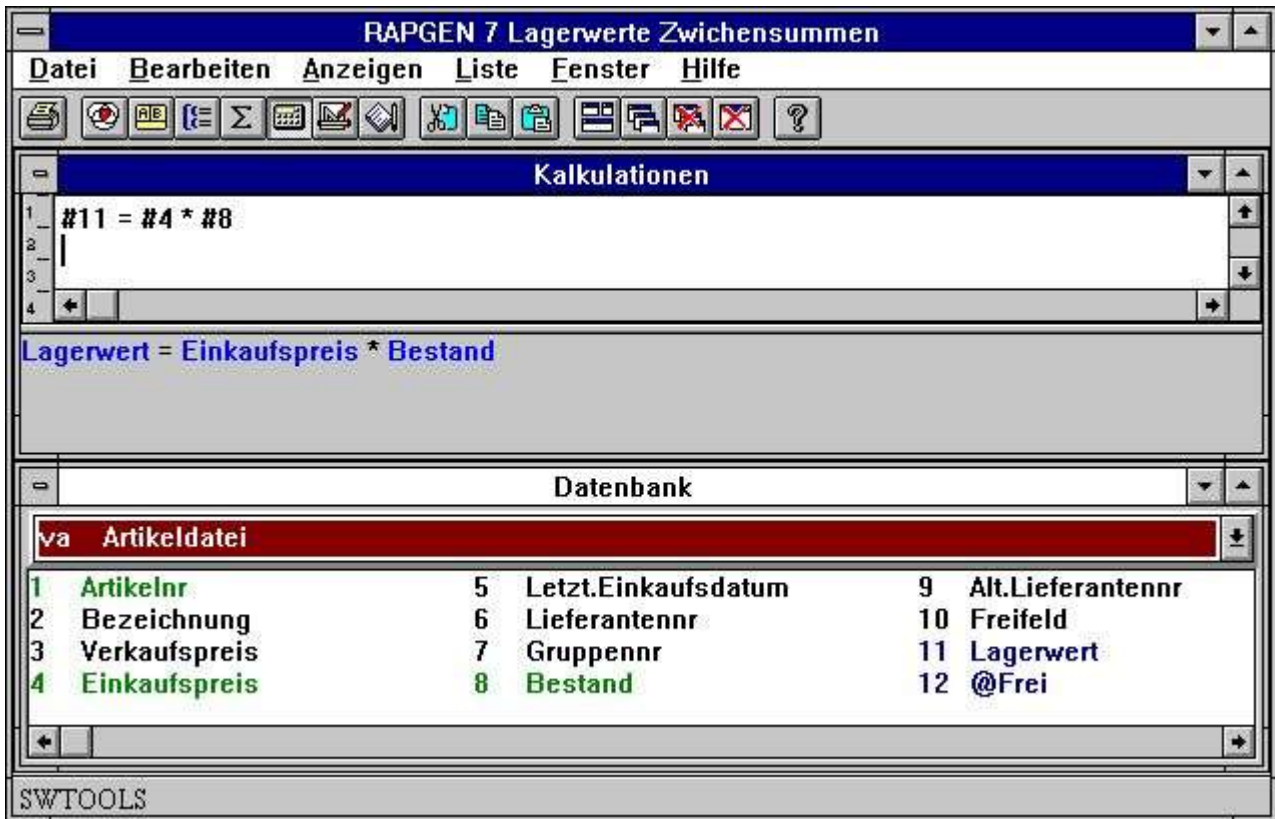 RAPGEN 7 Lagerwerte Zwichensummen
Datei Bearbeiten Anzeigen Liste Fenster Hilfe
Kalkulationen
1 #11 = #4 * #8
2
3
4
Lagerwert = Einkaufspreis * Bestand
Datenbank
va Artikeldatei
1 Artikelnr 5 Letzt.Einkaufsdatum 9 Alt.Lieferantennr
2 Bezeichnung 6 Lieferantennr 10 Freifeld
3 Verkaufspreis 7 Gruppennr 11 Lagerwert
4 Einkaufspreis 8 Bestand 12 @Frei
SWTOOLS